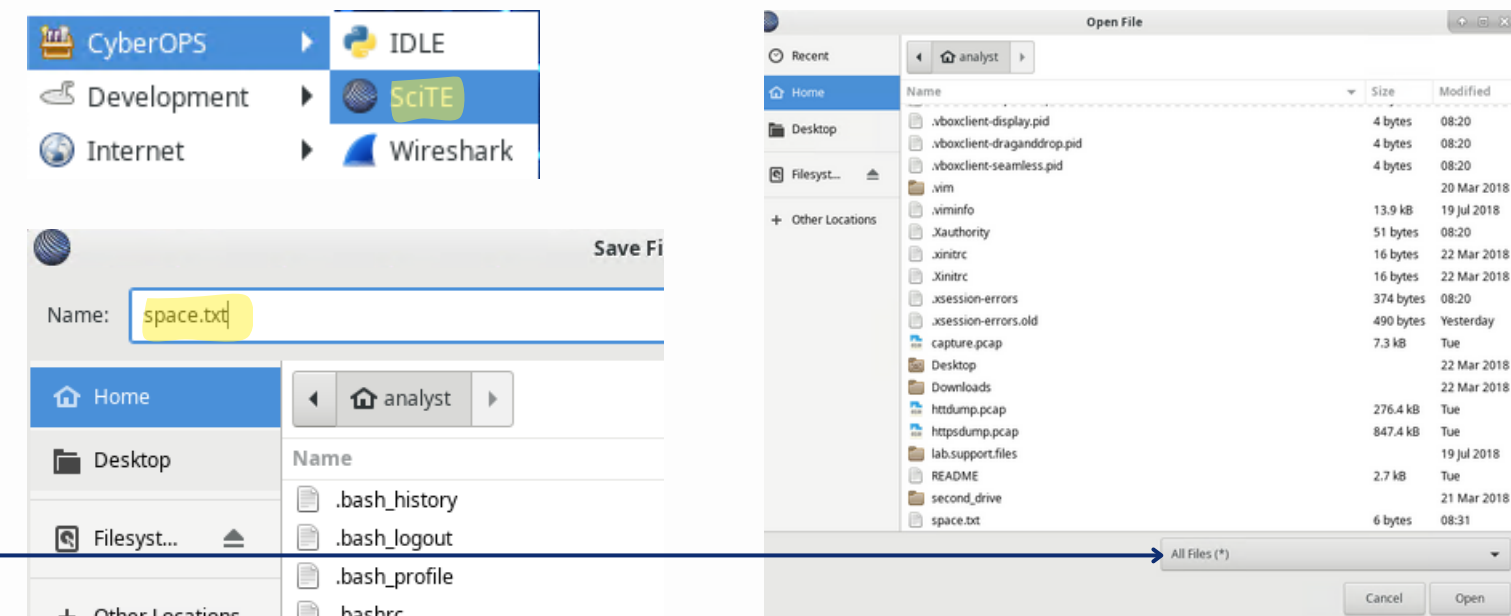 CyberOPS
IDLE
Development
SciTE
Internet
Wireshark
Save Fi
Name:
space.txt
Home
analyst
Desktop
Name
.bash_history
Filesyst...
.bash_logout
.bash_profile
Open File
Recent
analyst
Home
Name Size Modified
Desktop
Filesyst...
+ Other Locations
.vboxclient-display.pid 4 bytes 08:20
.vboxclient-draganddrop.pid 4 bytes 08:20
.vboxclient-seamless.pid 4 bytes 08:20
.vim 20 Mar 2018
.viminfo 13.9 kB 19 Jul 2018
.Xauthority 51 bytes 08:20
.xinitrc 16 bytes 22 Mar 2018
.Xinitrc 16 bytes 22 Mar 2018
.xsession-errors 374 bytes 08:20
.xsession-errors.old 490 bytes Yesterday
capture.pcap 7.3 kB Tue
Desktop 22 Mar 2018
Downloads 22 Mar 2018
httdump.pcap 276.4 kB Tue
httpsdump.pcap 847.4 kB Tue
lab.support.files 19 Jul 2018
README 2.7 kB Tue
second_drive 21 Mar 2018
space.txt 6 bytes 08:31
All Files (*)
Cancel
Open